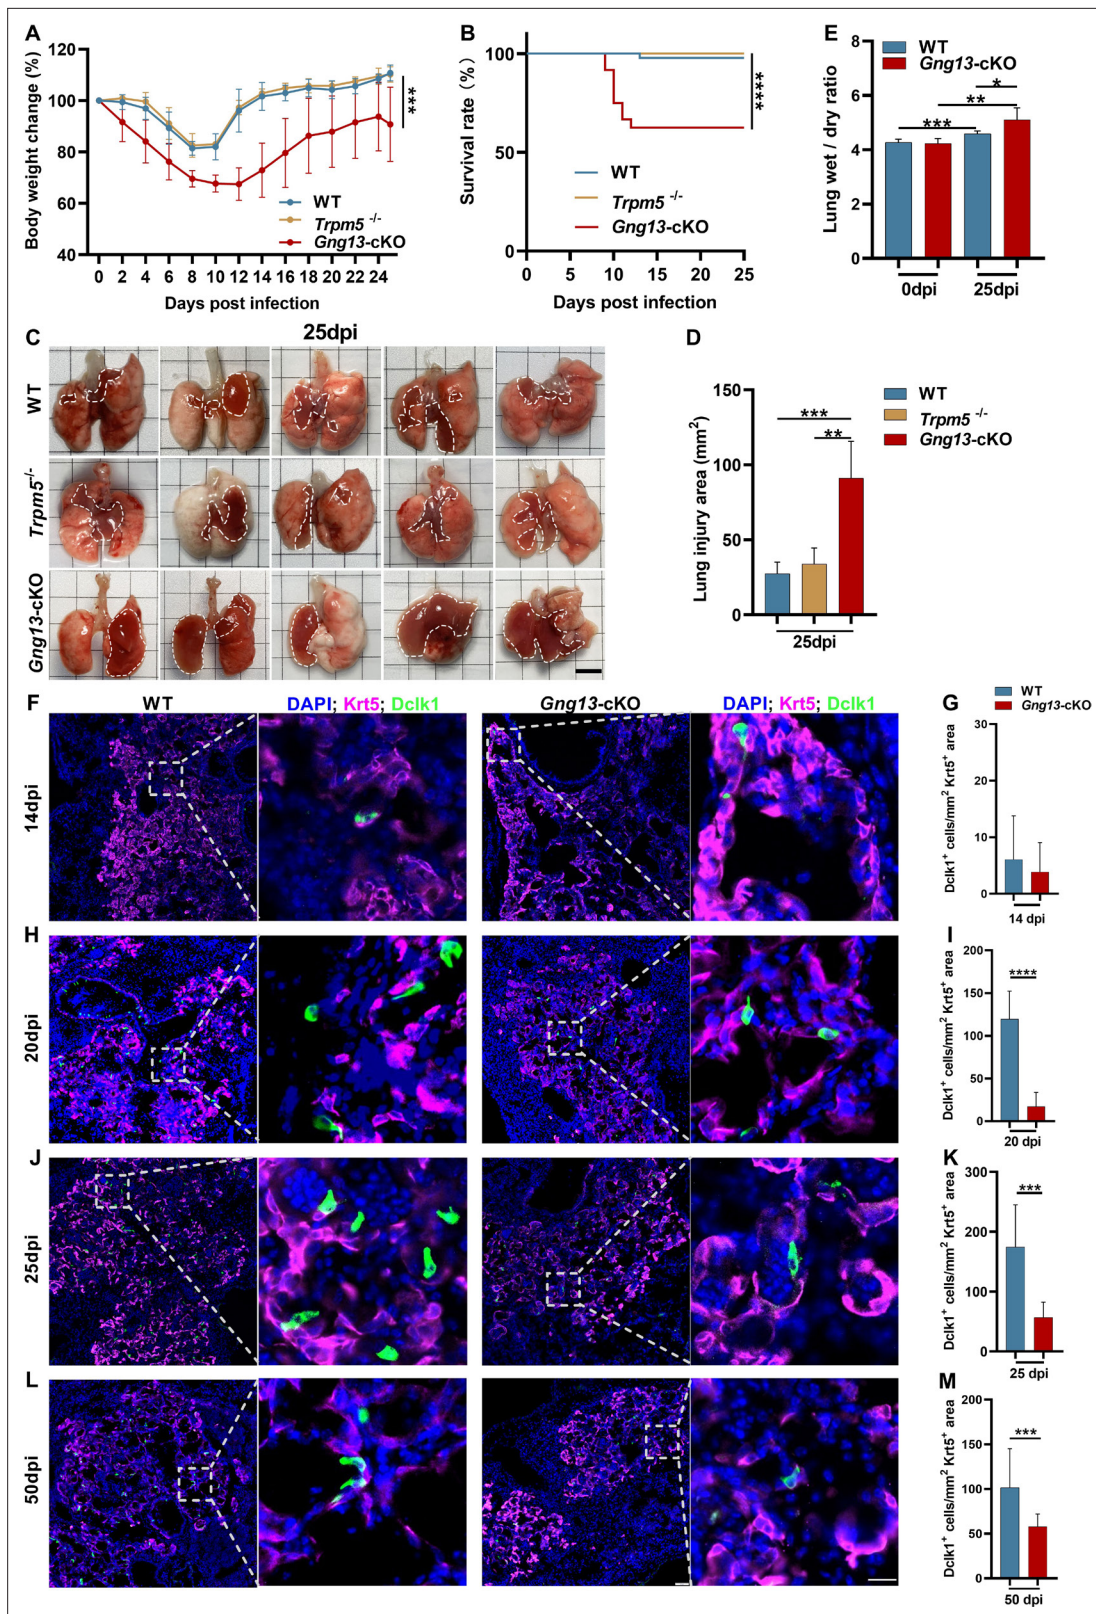 A
Body weight change (%)
120
100
80
60
40
0 2 4 6 8 10 12 14 16 18 20 22 24
Days post infection
WT
Trpm5 -/-
Gng13-cKO
***
B
Survival rate (%)
100
50
0
0 5 10 15 20 25
Days post infection
WT
Trpm5 -/-
Gng13-cKO
****
E
WT
Gng13-cKO
Lung wet / dry ratio
8
6
4
2
0
***
**
*
0dpi 25dpi
C
25dpi
WT
Trpm5-/-
Gng13-cKO
D
WT
Trpm5 -/-
Gng13-cKO
Lung injury area (mm2)
150
100
50
0
***
**
25dpi
F
WT
DAPI; Krt5; Dclk1
Gng13-cKO
DAPI; Krt5; Dclk1
14dpi
G
WT
Gng13-cKO
Dclk1+ cells/mm2 Krt5+ area
30
20
10
0
14 dpi
H
20dpi
I
Dclk1+ cells/mm2 Krt5+ area
200
150
100
50
0
****
20 dpi
J
25dpi
K
Dclk1+ cells/mm2 Krt5+ area
300
200
100
0
***
25 dpi
L
50dpi
M
Dclk1+ cells/mm2 Krt5+ area
200
150
100
50
0
***
50 dpi